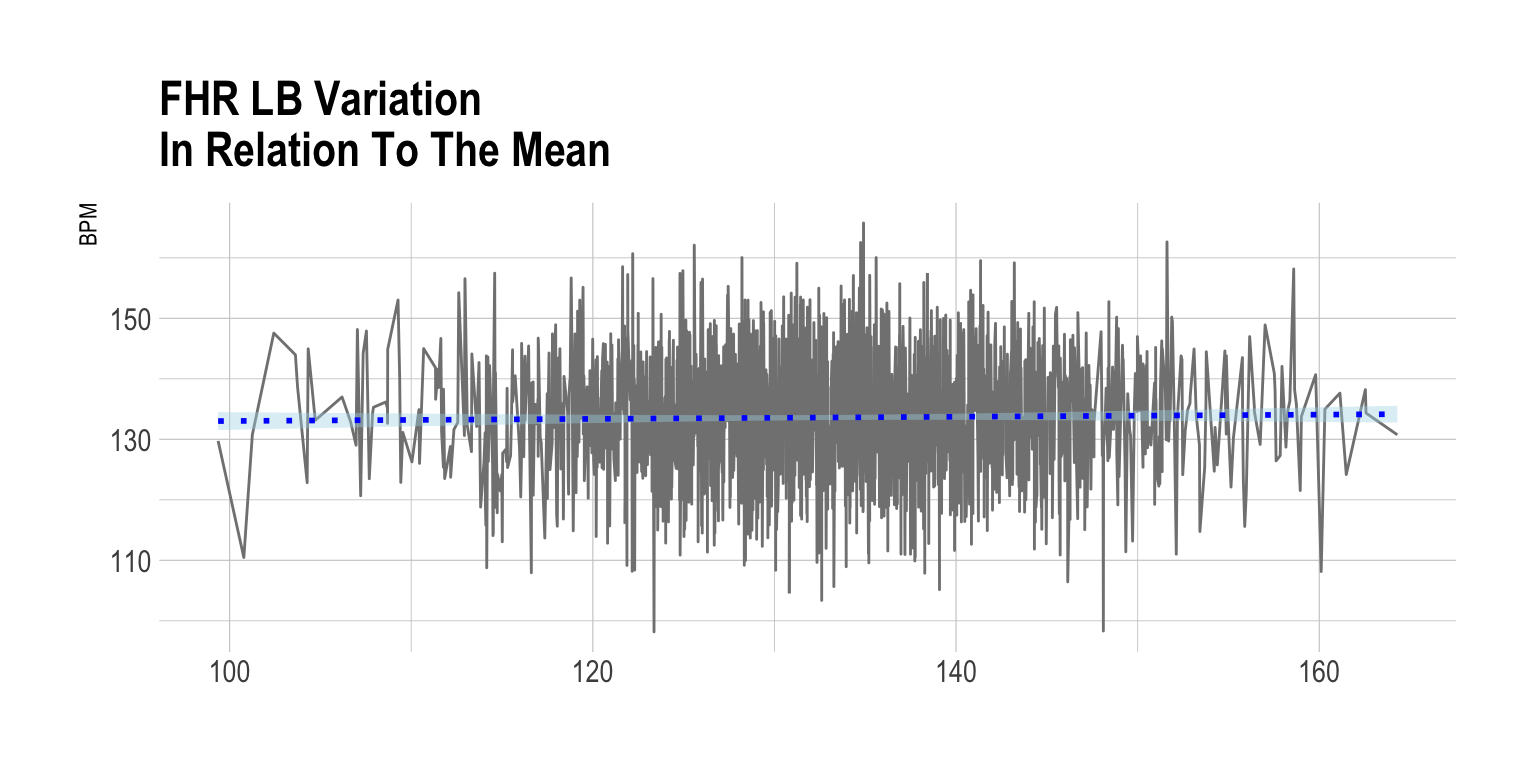 FHR LB Variation
In Relation To The Mean
BPM
150
130
110
100
120
140
160